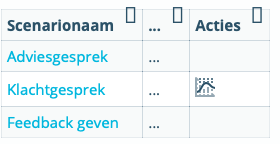 Scenarionaam ... Acties
Adviesgesprek ...
Klachtgesprek ...
Feedback geven ...